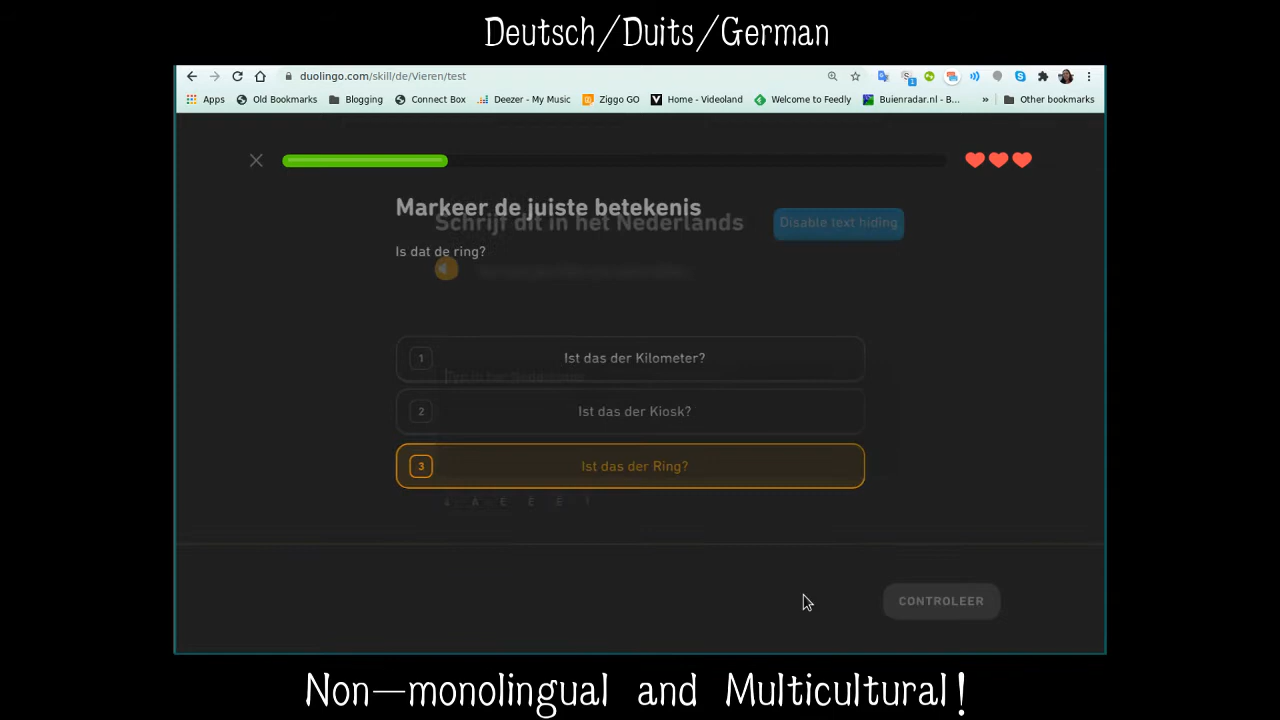 Deutsch/Duits/German
duolingo.com/skill/de/Vieren/test
Apps Old Bookmarks Blogging Connect Box Deezer - My Music Ziggo GO Home - Videoland Welcome to Feedly Buienradar.nl - B... » Other bookmarks
Markeer de juiste betekenis
Schrijf dit in het Nederlands
Disable text hiding
Is dat de ring?
1 Ist das der Kilometer?
2 Ist das der Kiosk?
3 Ist das der Ring?
CONTROLEER
Non-monolingual and Multicultural!